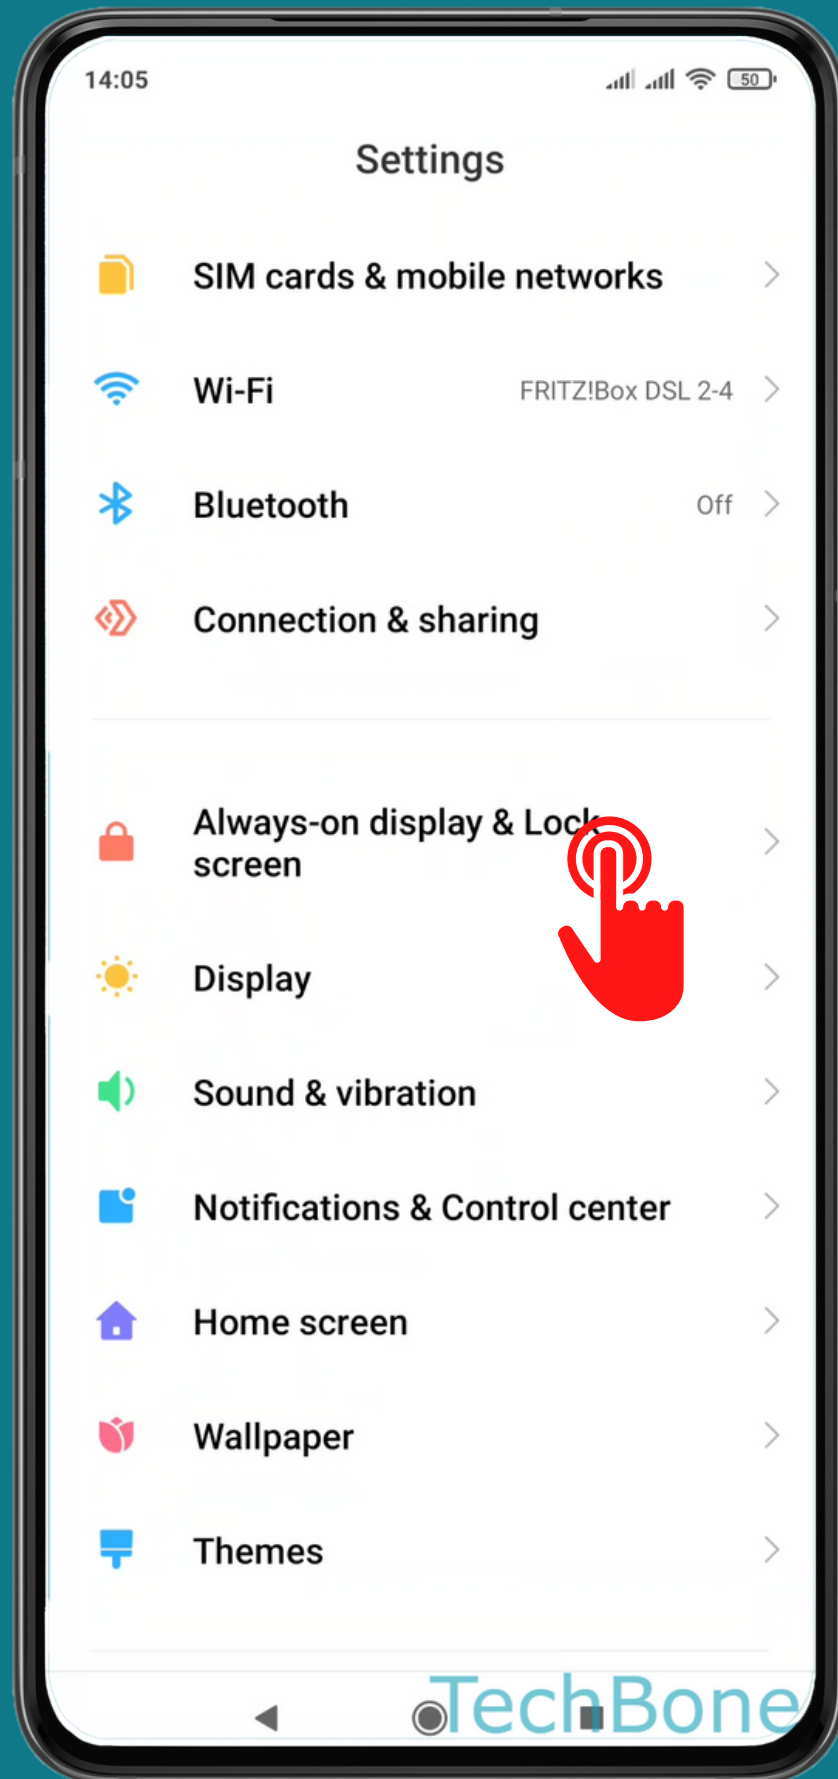 14:05
50
Settings
SIM cards & mobile networks
Wi-Fi
FRITZ!Box DSL 2-4
Bluetooth
Off
Connection & sharing
Always-on display & Lock
screen
Display
Sound & vibration
Notifications & Control center
Home screen
Wallpaper
Themes
TechBone